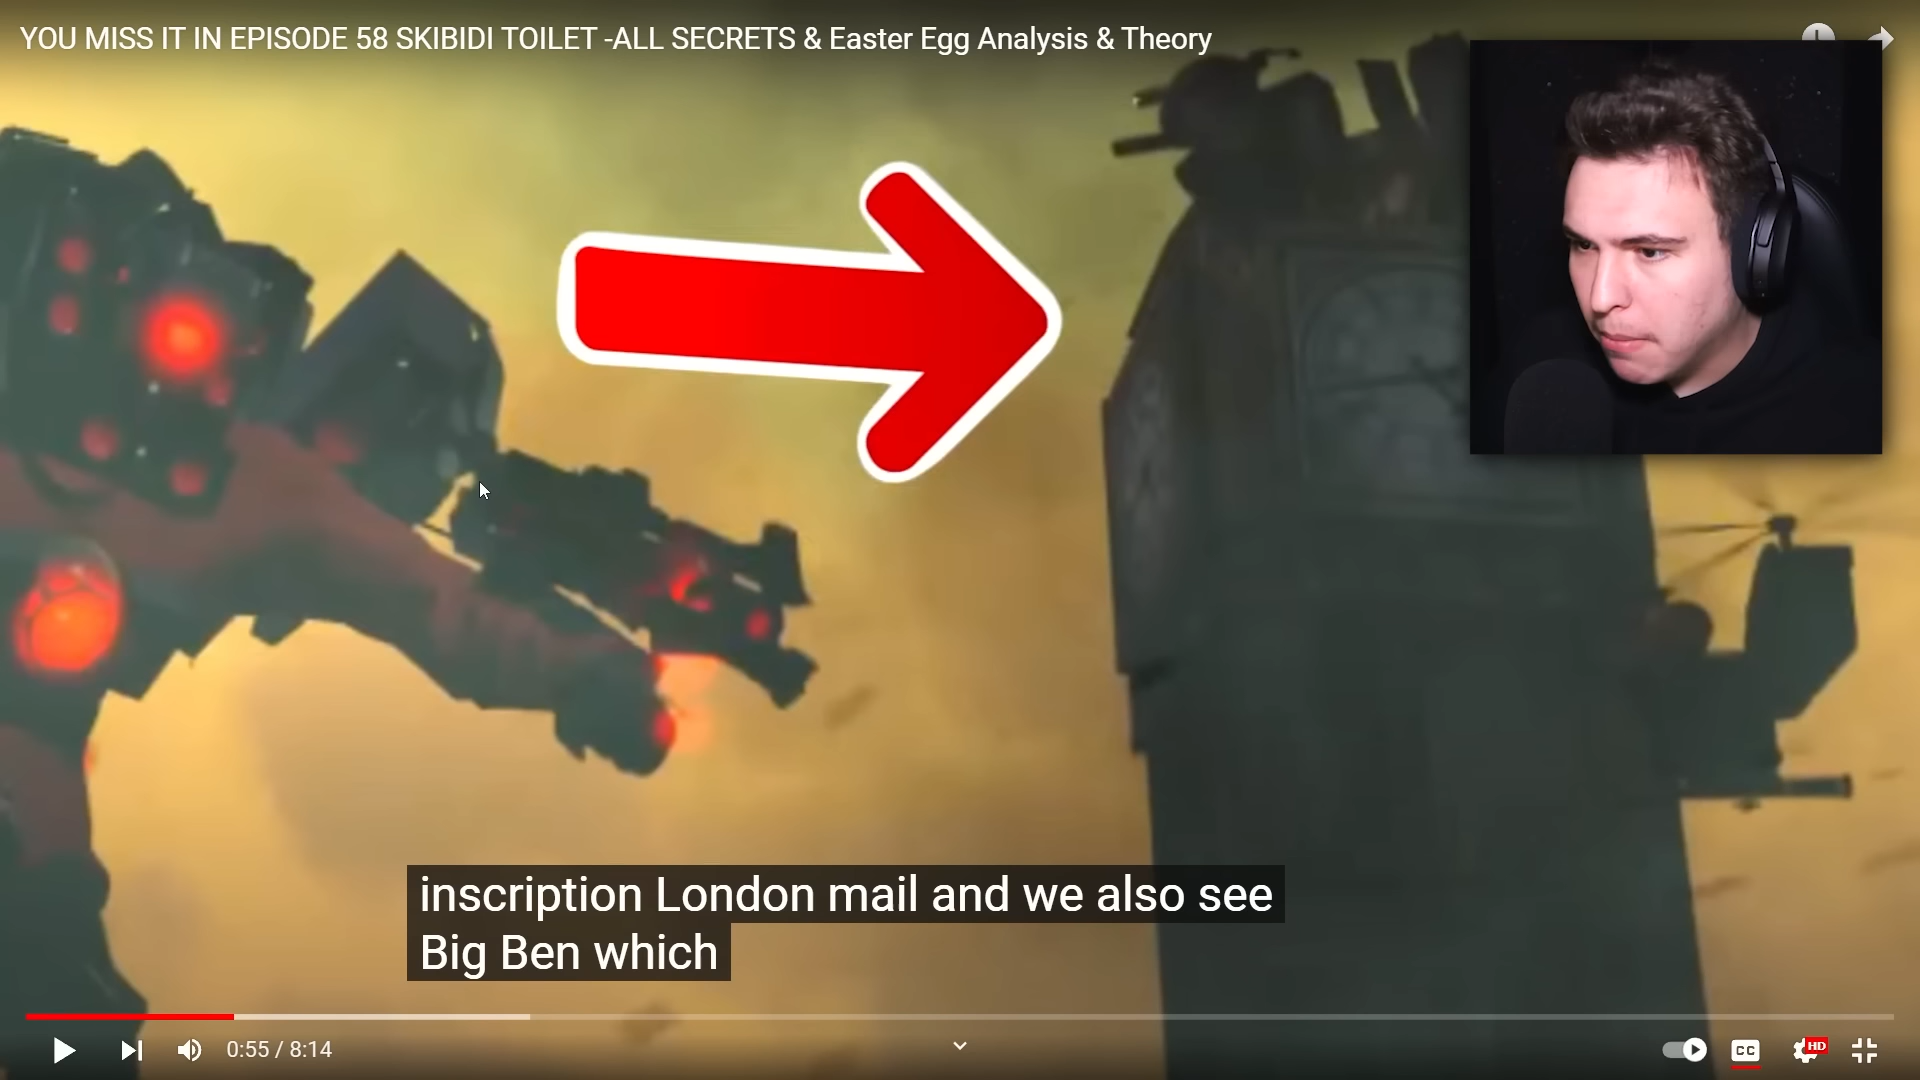 YOU MISS IT IN EPISODE 58 SKIBIDI TOILET -ALL SECRETS & Easter Egg Analysis & Theory
inscription London mail and we also see
Big Ben which
0:55 / 8:14
CC
HD